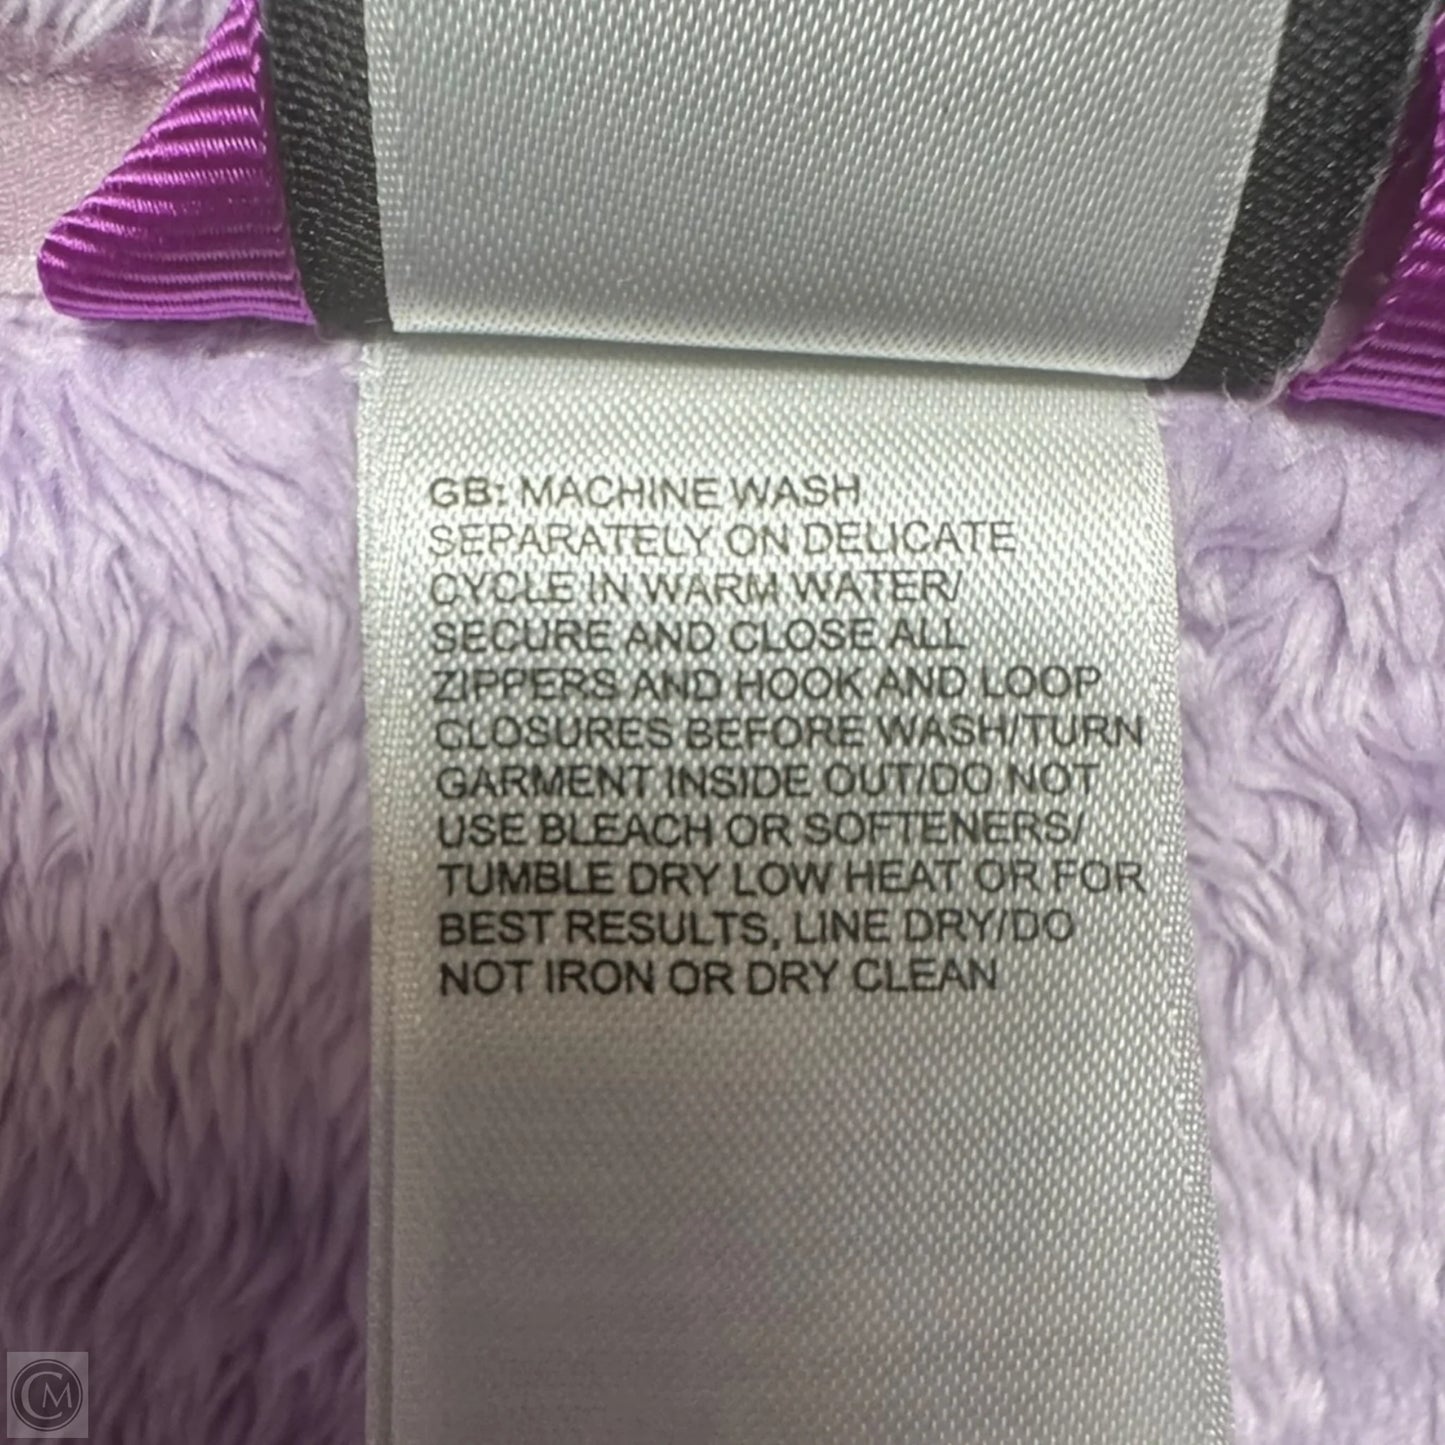 GB: MACHINE WASH
SEPARATELY ON DELICATE
CYCLE IN WARM WATER/
SECURE AND CLOSE ALL
ZIPPERS AND HOOK AND LOOP
CLOSURES BEFORE WASH/TURN
GARMENT INSIDE OUT/DO NOT
USE BLEACH OR SOFTENERS/
TUMBLE DRY LOW HEAT OR FOR
BEST RESULTS, LINE DRY/DO
NOT IRON OR DRY CLEAN
CM